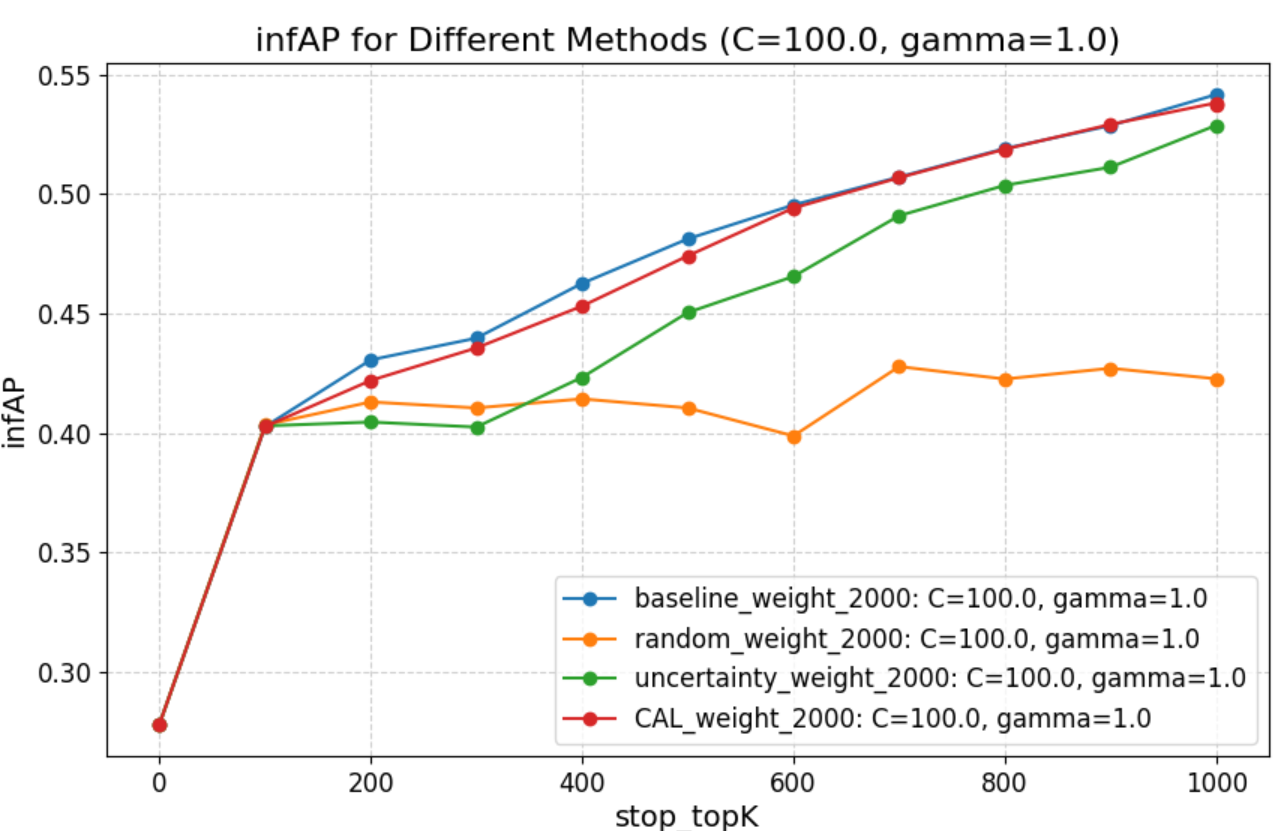 infAP for Different Methods (C=100.0, gamma=1.0)
0.55
0.50
0.45
0.40
0.35
0.30
infAP
baseline_weight_2000: C=100.0, gamma=1.0
random_weight_2000: C=100.0, gamma=1.0
uncertainty_weight_2000: C=100.0, gamma=1.0
CAL_weight_2000: C=100.0, gamma=1.0
0 200 400 600 800 1000
stop_topK